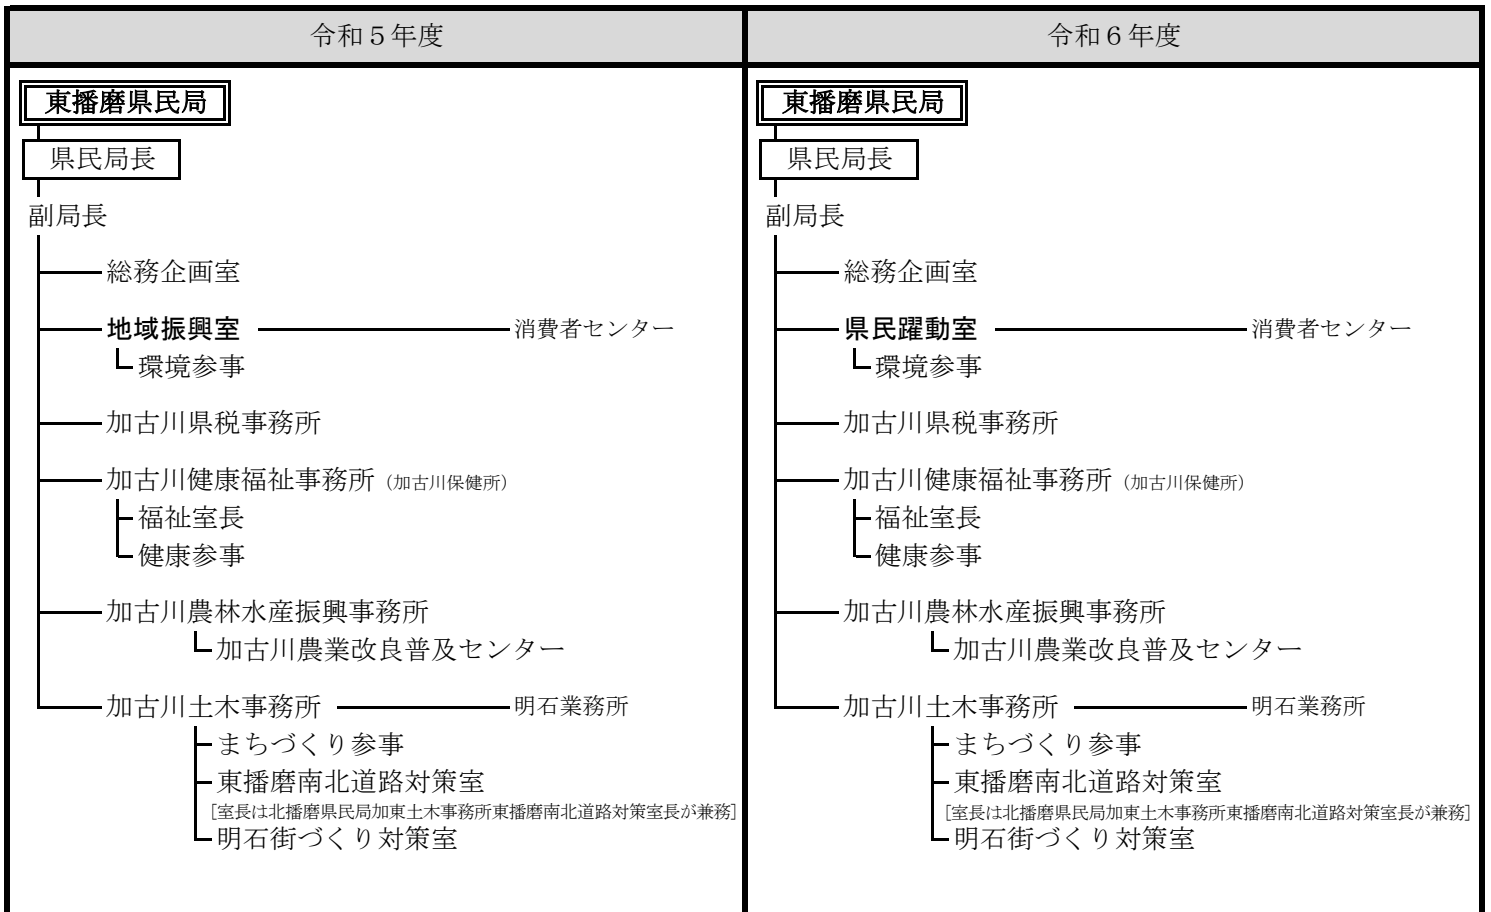 令和５年度
東播磨県民局
県民局長
副局長
総務企画室
地域振興室 消費者センター
環境参事
加古川県税事務所
加古川健康福祉事務所（加古川保健所）
福祉室長
健康参事
加古川農林水産振興事務所
加古川農業改良普及センター
加古川土木事務所 明石業務所
まちづくり参事
東播磨南北道路対策室
［室長は北播磨県民局加東土木事務所東播磨南北道路対策室長が兼務］
明石街づくり対策室
令和６年度
東播磨県民局
県民局長
副局長
総務企画室
県民躍動室 消費者センター
環境参事
加古川県税事務所
加古川健康福祉事務所（加古川保健所）
福祉室長
健康参事
加古川農林水産振興事務所
加古川農業改良普及センター
加古川土木事務所 明石業務所
まちづくり参事
東播磨南北道路対策室
［室長は北播磨県民局加東土木事務所東播磨南北道路対策室長が兼務］
明石街づくり対策室